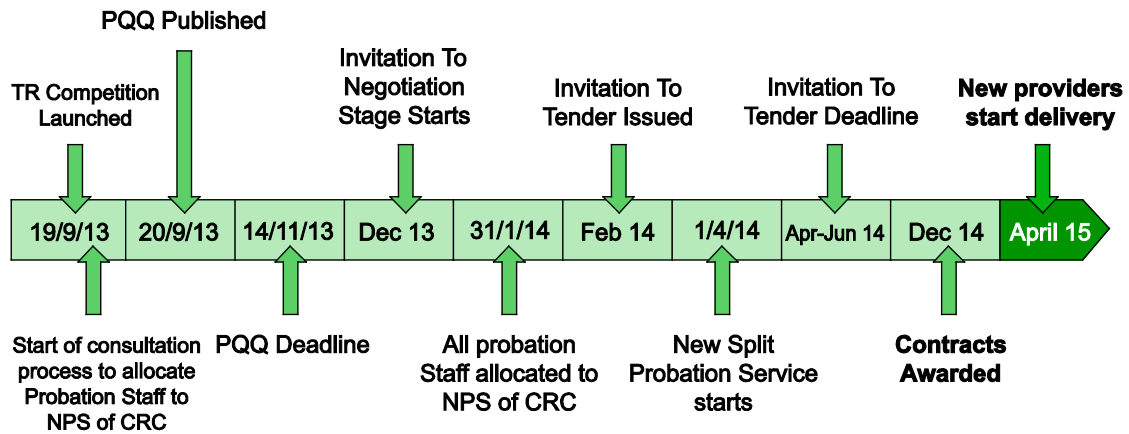 PQQ Published
TR Competition
Launched
Invitation To
Negotiation
Stage Starts
Invitation To
Tender Issued
Invitation To
Tender Deadline
New providers
start delivery
19/9/13
20/9/13
14/11/13
Dec 13
31/1/14
Feb 14
1/4/14
Apr-Jun 14
Dec 14
April 15
Start of consultation
process to allocate
Probation Staff to
NPS of CRC
PQQ Deadline
All probation
Staff allocated to
NPS of CRC
New Split
Probation Service
starts
Contracts
Awarded